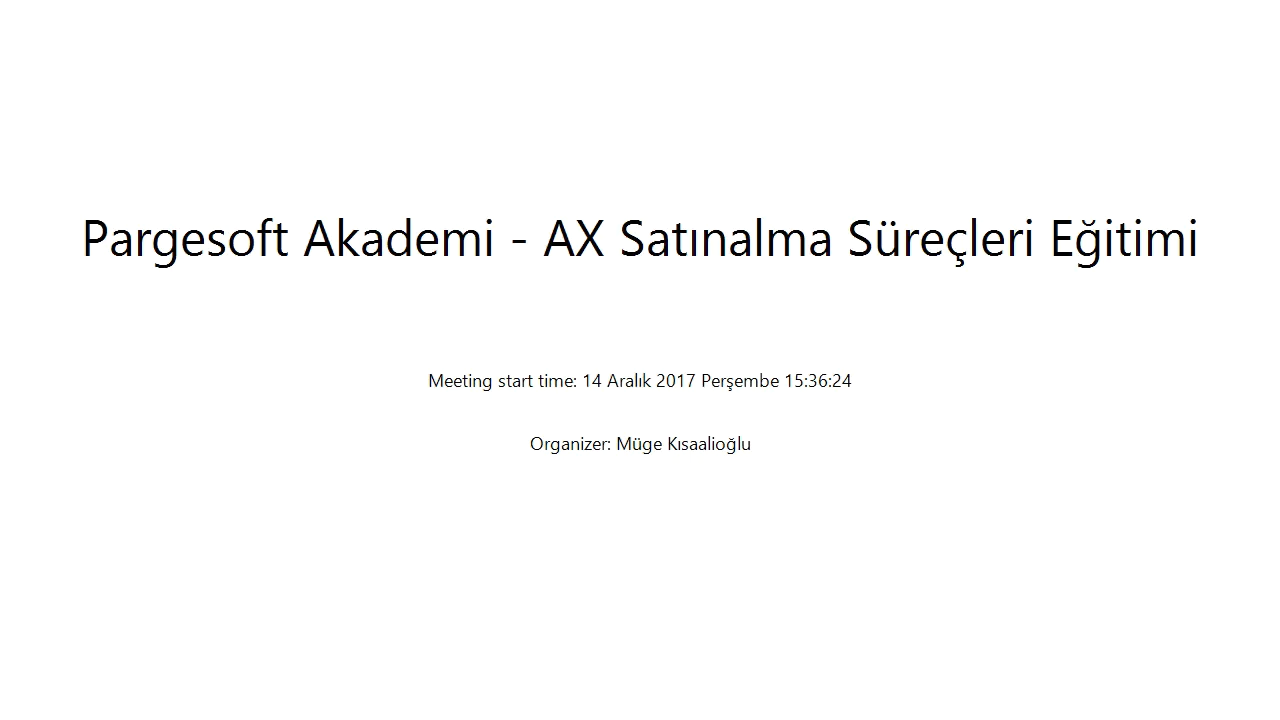 Pargesoft Akademi - AX Satınalma Süreçleri Eğitimi
Meeting start time: 14 Aralık 2017 Perşembe 15:36:24
Organizer: Müge Kısaalioğlu